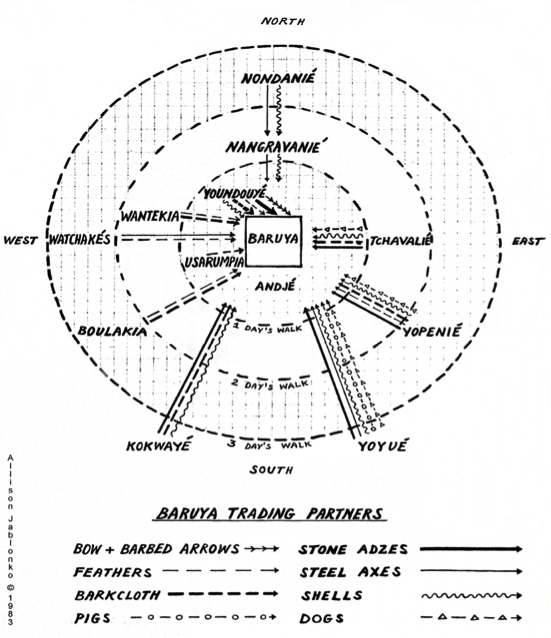 NORTH
NONDANIÉ
NANGRAVANIÉ
YOUNDOUYÉ
WANTEKIA
WEST
WATCHAKÉS
BARUYA
TCHAVALIÉ
EAST
USARUMPIA
ANDJÉ
BOULAKIA
1 DAY'S WALK
YOPENIÉ
2 DAY'S WALK
KOKWAYÉ
3 DAY'S WALK
YOYUÉ
SOUTH
Allison Jablonko © 1983
BARUYA TRADING PARTNERS
BOW + BARBED ARROWS
STONE ADZES
FEATHERS
STEEL AXES
BARKCLOTH
SHELLS
PIGS
DOGS